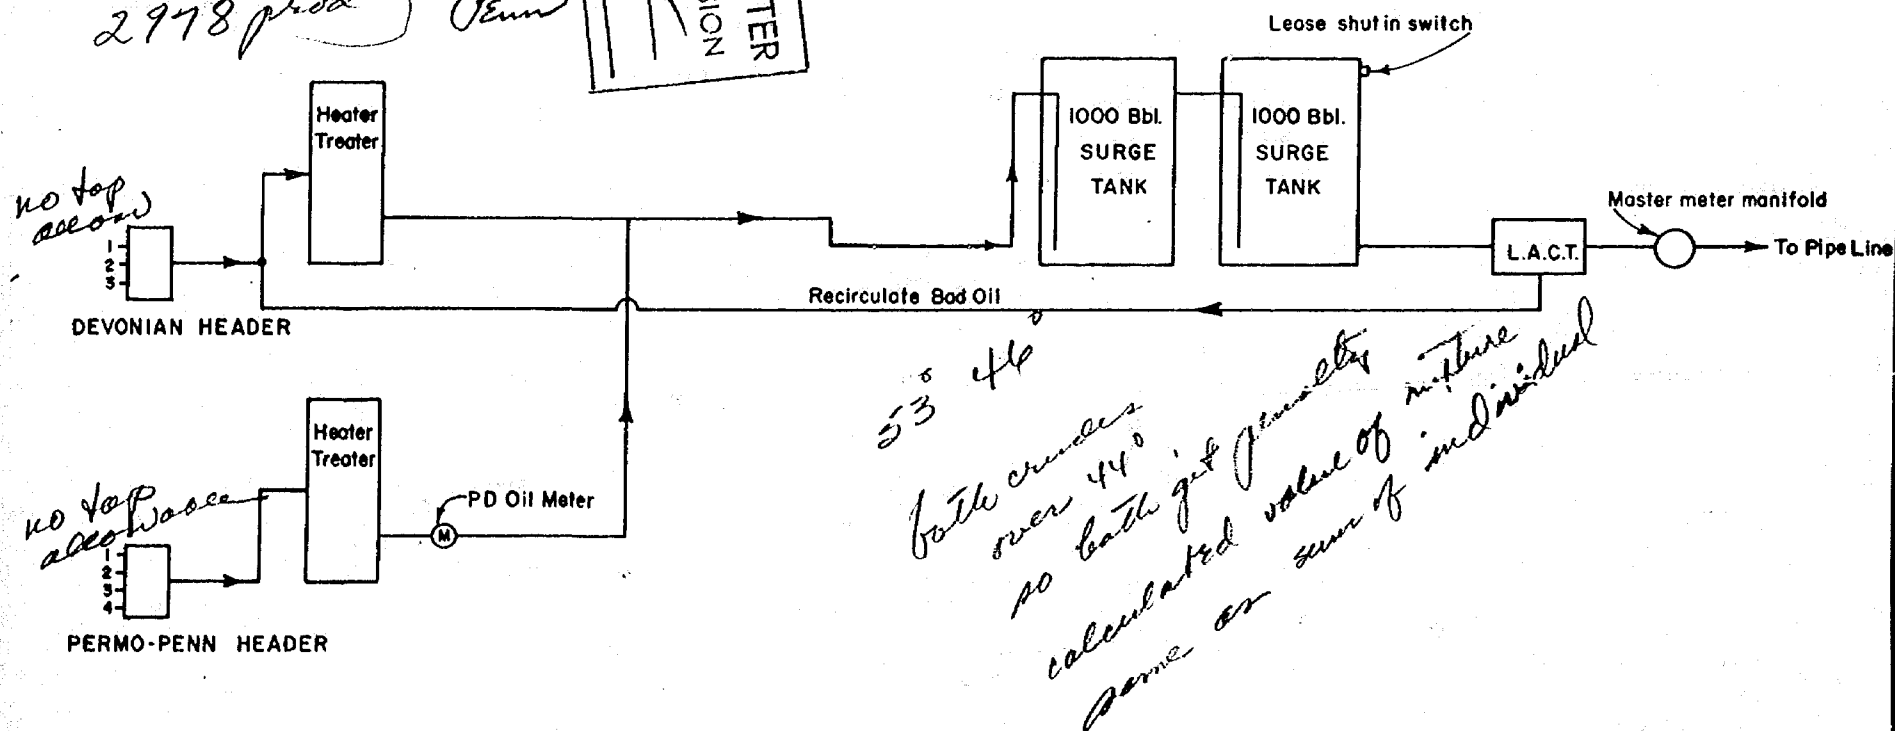 2978 prod ) Penn
TER
SION
Lease shut in switch
Heater
Treater
1000 Bbl.
SURGE
TANK
1000 Bbl.
SURGE
TANK
no top
allow
1
2
3
DEVONIAN HEADER
Master meter manifold
L.A.C.T.
To Pipe Line
Recirculate Bad Oil
53° 46°
both crudes
over 44°
so both get penalty
calculated value of mixture
same as sum of individual
Heater
Treater
PD Oil Meter
M
no top
allowance
1
2
3
4
PERMO-PENN HEADER